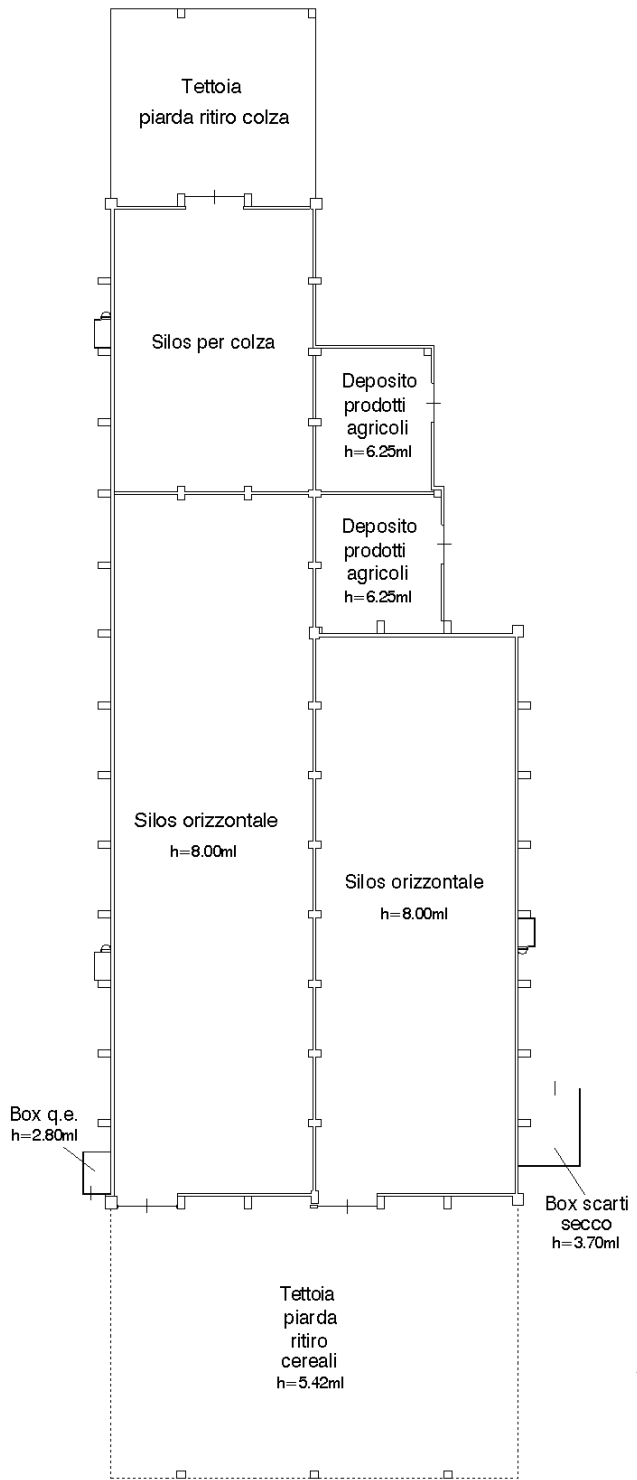 Tettoia
piarda ritiro colza
Silos per colza
Deposito
prodotti
agricoli
h=6.25ml
Deposito
prodotti
agricoli
h=6.25ml
Silos orizzontale
h=8.00ml
Silos orizzontale
h=8.00ml
Box q.e.
h=2.80ml
Box scarti
secco
h=3.70ml
Tettoia
piarda
ritiro
cereali
h=5.42ml